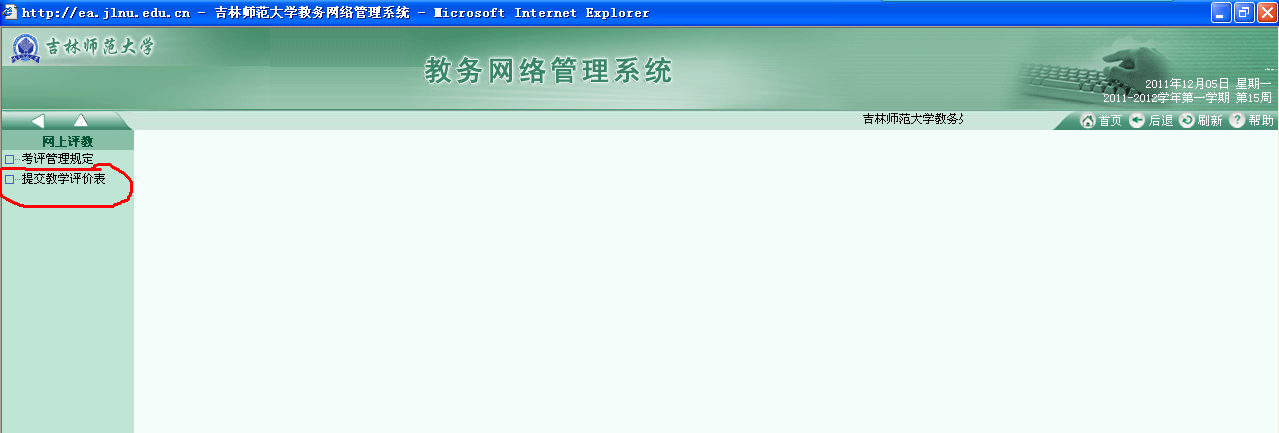 http://ea.jlnu.edu.cn - 吉林师范大学教务网络管理系统 - Microsoft Internet Explorer
吉林师范大学
教务网络管理系统
2011年12月05日 星期一
2011-2012学年第一学期 第15周
吉林师范大学教务
首页 后退 刷新 帮助
网上评教
考评管理规定
提交教学评价表